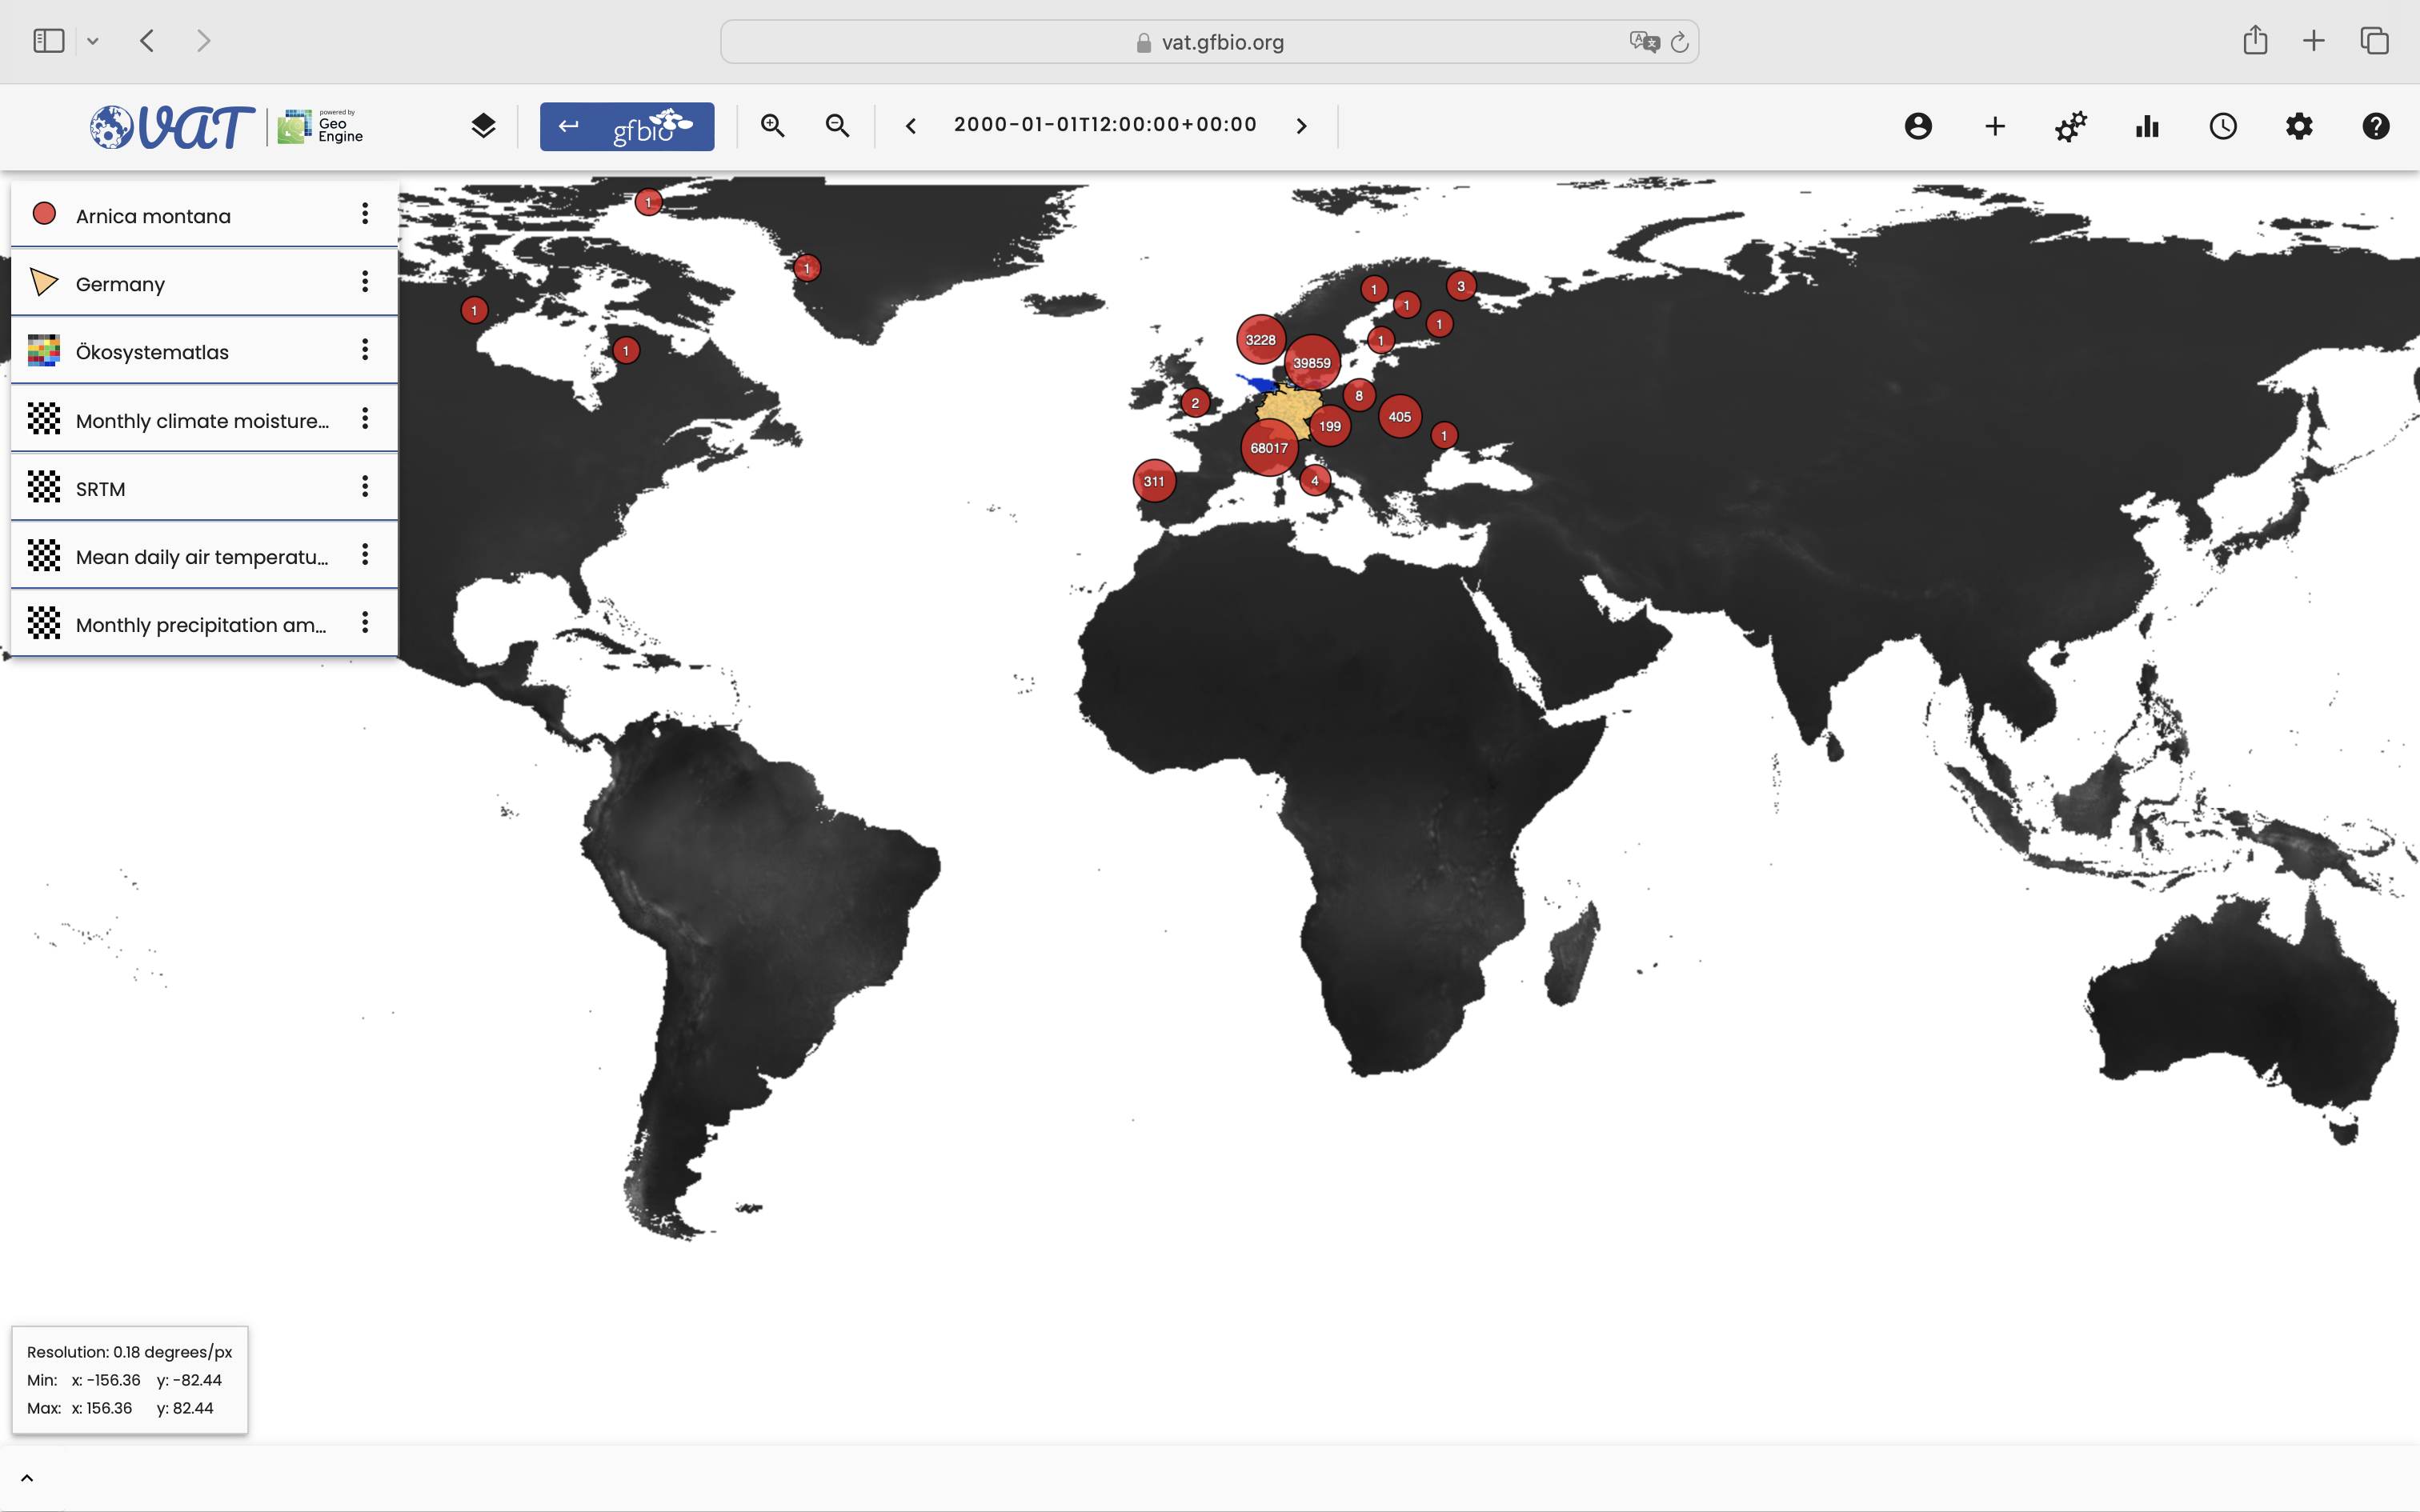 vat.gfbio.org
VAT
powered by
Geo
Engine
gfbio
2000-01-01T12:00:00+00:00
Arnica montana
Germany
Ökosystematlas
Monthly climate moisture...
SRTM
Mean daily air temperatu...
Monthly precipitation am...
1
1
1
1
1
3
1
1
1
3228
39859
2
8
405
199
1
68017
311
4
Resolution: 0.18 degrees/px
Min: x: -156.36 y: -82.44
Max: x: 156.36 y: 82.44